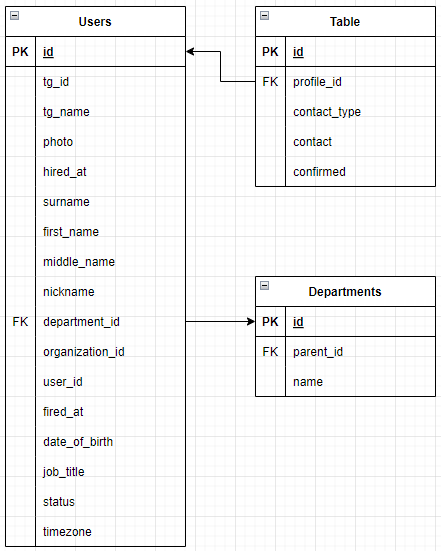 Users
PK id
tg_id
tg_name
photo
hired_at
surname
first_name
middle_name
nickname
FK department_id
organization_id
user_id
fired_at
date_of_birth
job_title
status
timezone
Table
PK id
FK profile_id
contact_type
contact
confirmed
Departments
PK id
FK parent_id
name